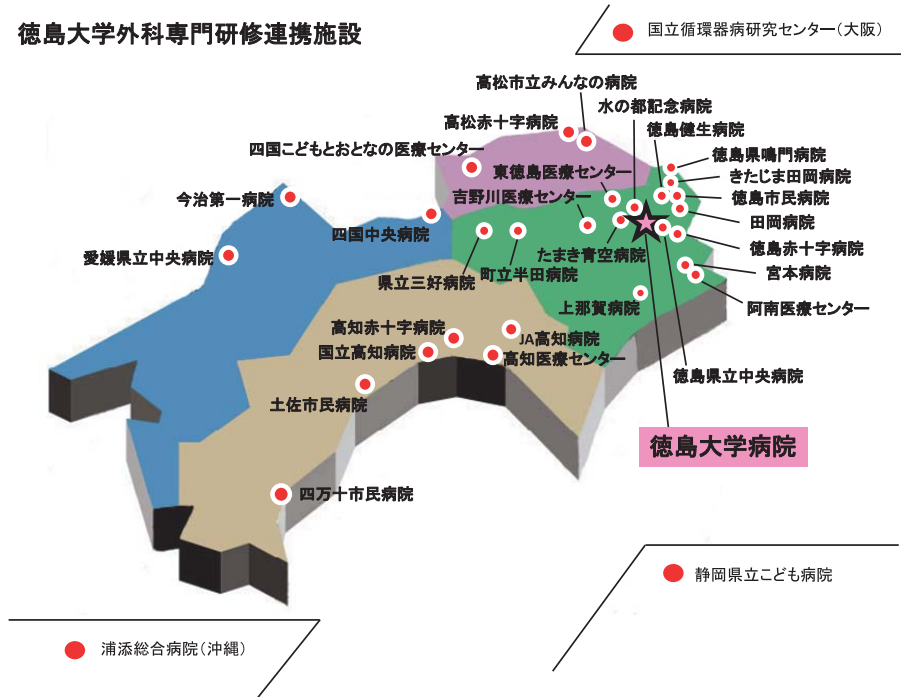 徳島大学外科専門研修連携施設
国立循環器病研究センター(大阪)
高松市立みんなの病院
水の都記念病院
高松赤十字病院
徳島健生病院
四国こどもとおとなの医療センター
徳島県鳴門病院
東徳島医療センター
きたじま田岡病院
今治第一病院
吉野川医療センター
徳島市民病院
田岡病院
四国中央病院
徳島赤十字病院
愛媛県立中央病院
たまき青空病院
県立三好病院
町立半田病院
宮本病院
上那賀病院
阿南医療センター
高知赤十字病院
JA高知病院
国立高知病院
高知医療センター
徳島県立中央病院
土佐市民病院
徳島大学病院
四万十市民病院
静岡県立こども病院
浦添総合病院(沖縄)